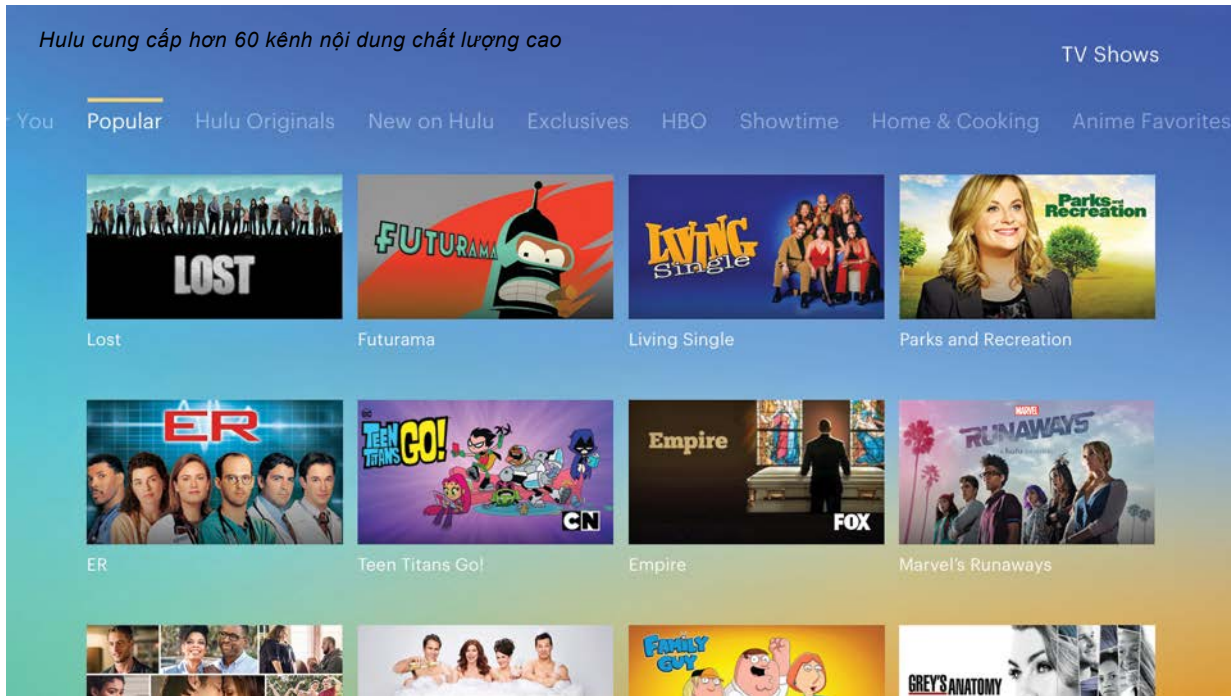 Hulu cung cấp hơn 60 kênh nội dung chất lượng cao
TV Shows
You Popular Hulu Originals New on Hulu Exclusives HBO Showtime Home & Cooking Anime Favorites
LOST
FUTURAMA
LIVING
Single
Parks and
Recreation
Lost
Futurama
Living Single
Parks and Recreation
ER
DC
TEEN
TITANS
GO!
CN
Empire
FOX
MARVEL
RUNAWAYS
ER
Teen Titans Go!
Empire
Marvel's Runaways
FAMILY
GUY
GREY'S ANATOMY